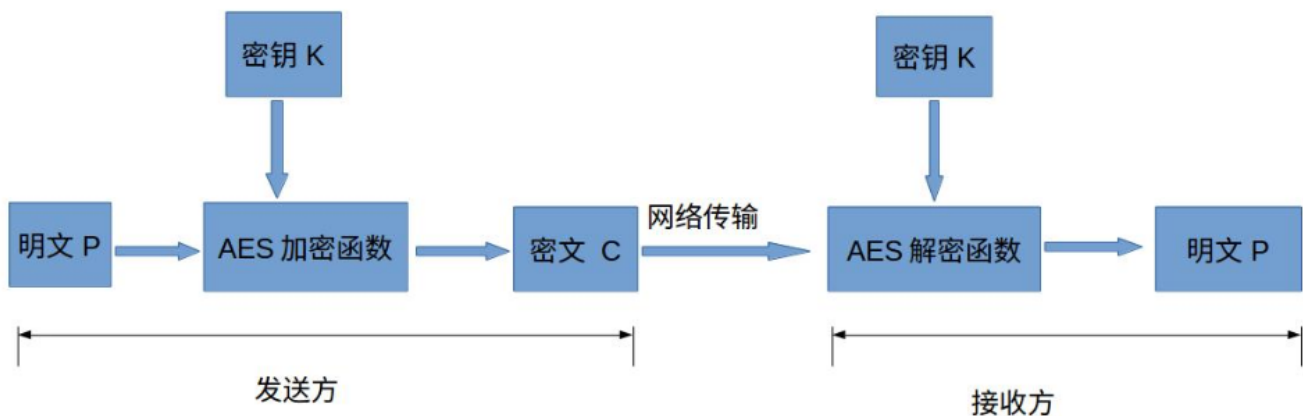 密钥 K
密钥 K
明文 P
AES 加密函数
密文 C
网络传输
AES 解密函数
明文 P
发送方
接收方